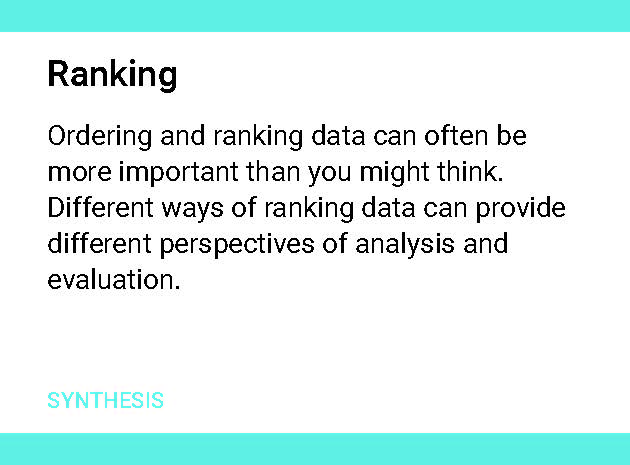 Ranking
Ordering and ranking data can often be
more important than you might think.
Different ways of ranking data can provide
different perspectives of analysis and
evaluation.
SYNTHESIS